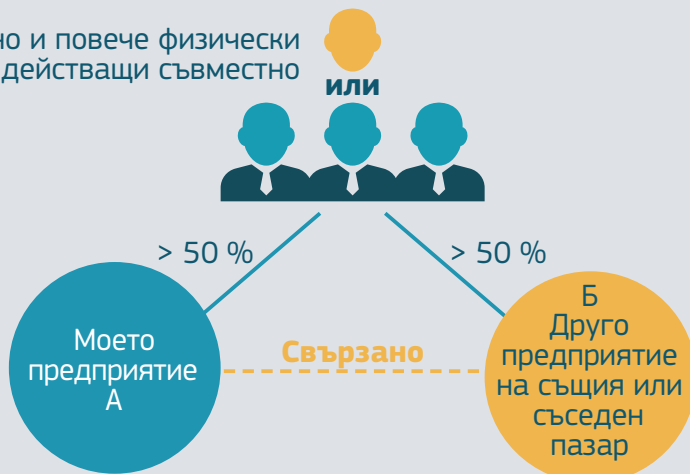 но и повече физически
действащи съвместно
или
> 50 %
> 50 %
Моето
предприятие
А
Свързано
Б
Друго
предприятие
на същия или
съседен
пазар